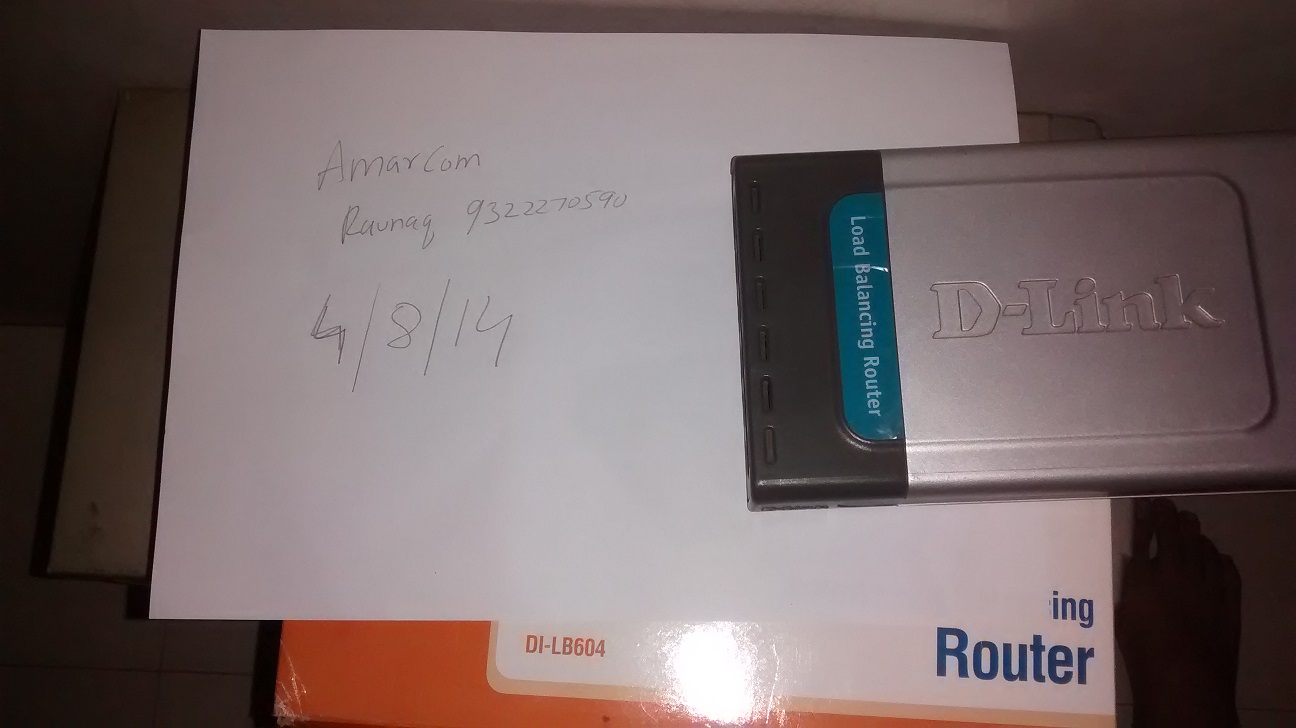 AmarCom
Raunaq 9322270590
4/8/14
Load Balancing Router
D-Link
DI-LB604
ing
Router